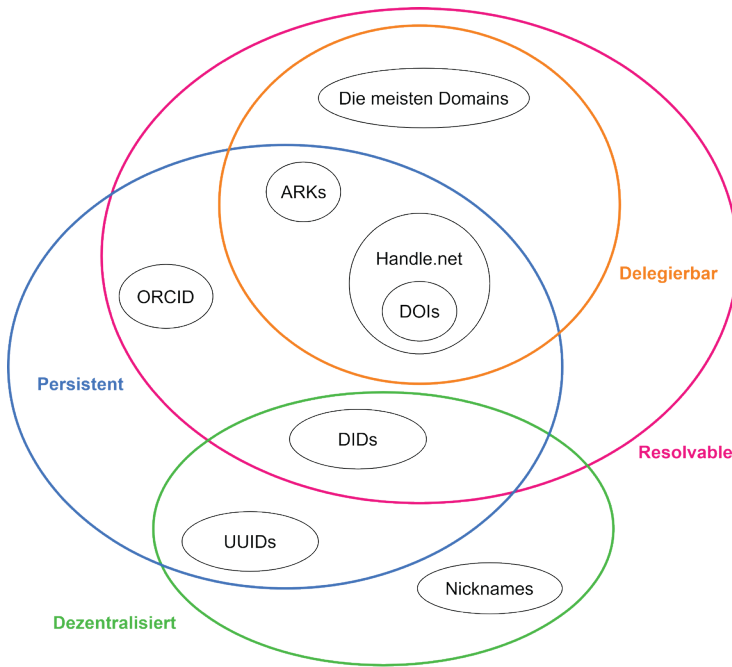 Die meisten Domains
ARKs
Handle.net
Delegierbar
ORCID
DOIs
Persistent
DIDs
Resolvable
UUIDs
Nicknames
Dezentralisiert